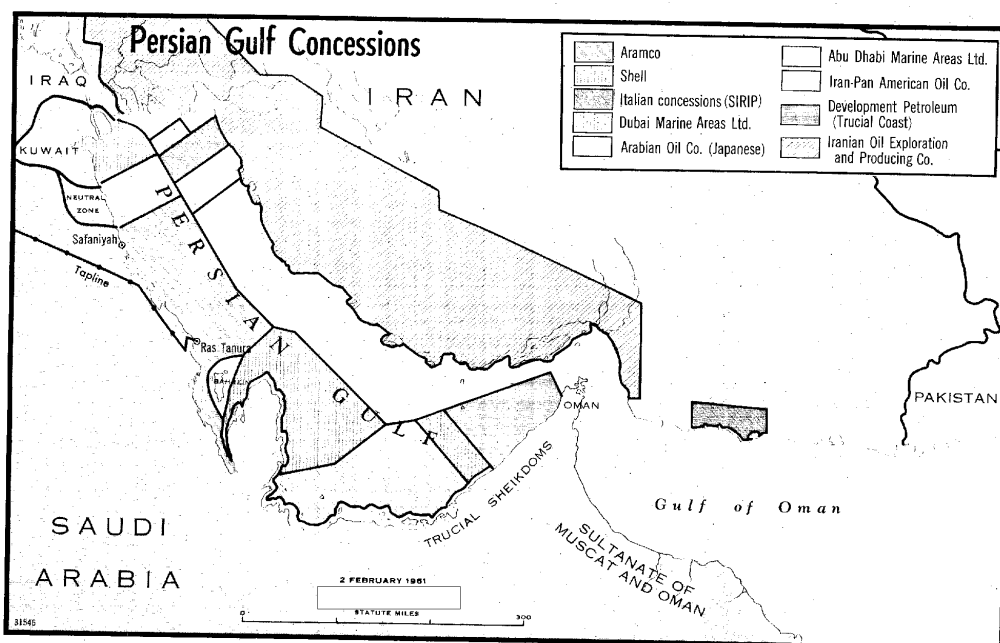 Persian Gulf Concessions
Aramco
Shell
Italian concessions (SIRIP)
Dubai Marine Areas Ltd.
Arabian Oil Co. (Japanese)
Abu Dhabi Marine Areas Ltd.
Iran-Pan American Oil Co.
Development Petroleum
(Trucial Coast)
Iranian Oil Exploration
and Producing Co.
IRAQ
IRAN
KUWAIT
NEUTRAL
ZONE
Safaniyah
Tapline
PERSIAN GULF
Ras Tanura
BAHREIN
OMAN
PAKISTAN
TRUCIAL SHEIKDOMS
Gulf of Oman
SULTANATE OF
MUSCAT AND OMAN
SAUDI
ARABIA
2 FEBRUARY 1961
STATUTE MILES
0 300
31546